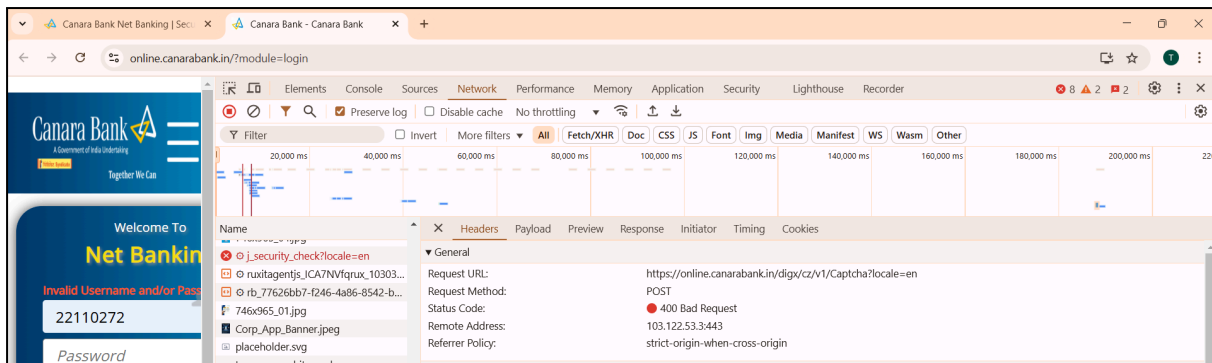 Canara Bank Net Banking | Secu
Canara Bank - Canara Bank
online.canarabank.in/?module=login
T
Elements Console Sources Network Performance Memory Application Security Lighthouse Recorder
8 2 2
Preserve log Disable cache No throttling
Filter Invert More filters All Fetch/XHR Doc CSS JS Font Img Media Manifest WS Wasm Other
20,000 ms 40,000 ms 60,000 ms 80,000 ms 100,000 ms 120,000 ms 140,000 ms 160,000 ms 180,000 ms 200,000 ms 22
Canara Bank
A Government of India Undertaking
Together We Can
Welcome To
Net Bankin
Invalid Username and/or Pass
22110272
Password
Name
j_security_check?locale=en
ruxitagentjs_ICA7NVfqrux_10303...
rb_77626bb7-f246-4a86-8542-b...
746x965_01.jpg
Corp_App_Banner.jpeg
placeholder.svg
Headers Payload Preview Response Initiator Timing Cookies
General
Request URL: https://online.canarabank.in/digx/cz/v1/Captcha?locale=en
Request Method: POST
Status Code: 400 Bad Request
Remote Address: 103.122.53.3:443
Referrer Policy: strict-origin-when-cross-origin